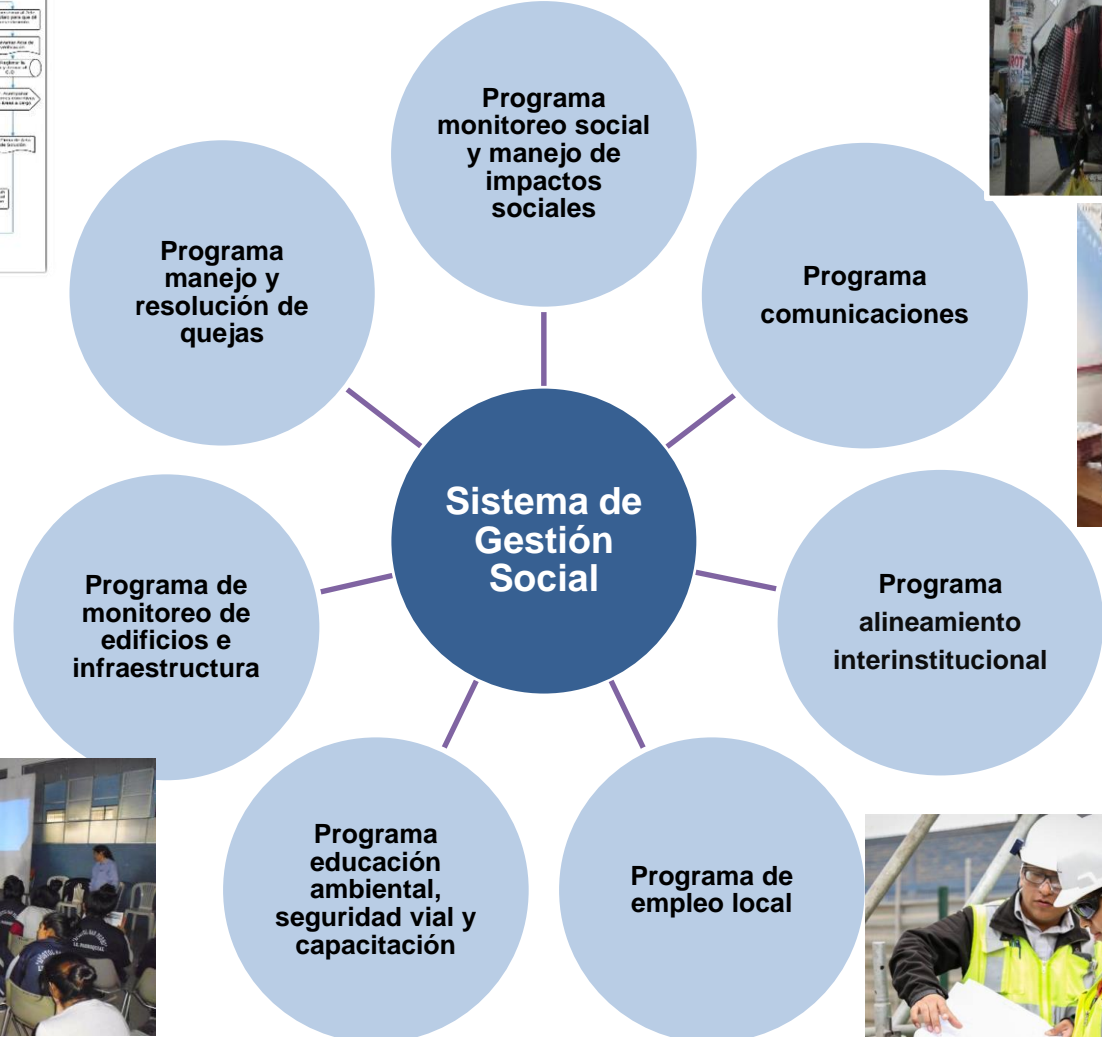 Programa
monitoreo social
y manejo de
impactos
sociales
Programa
comunicaciones
Programa
alineamiento
interinstitucional
Programa de
empleo local
Programa
educación
ambiental,
seguridad vial y
capacitación
Programa de
monitoreo de
edificios e
infraestructura
Programa
manejo y
resolución de
quejas
Sistema de
Gestión
Social